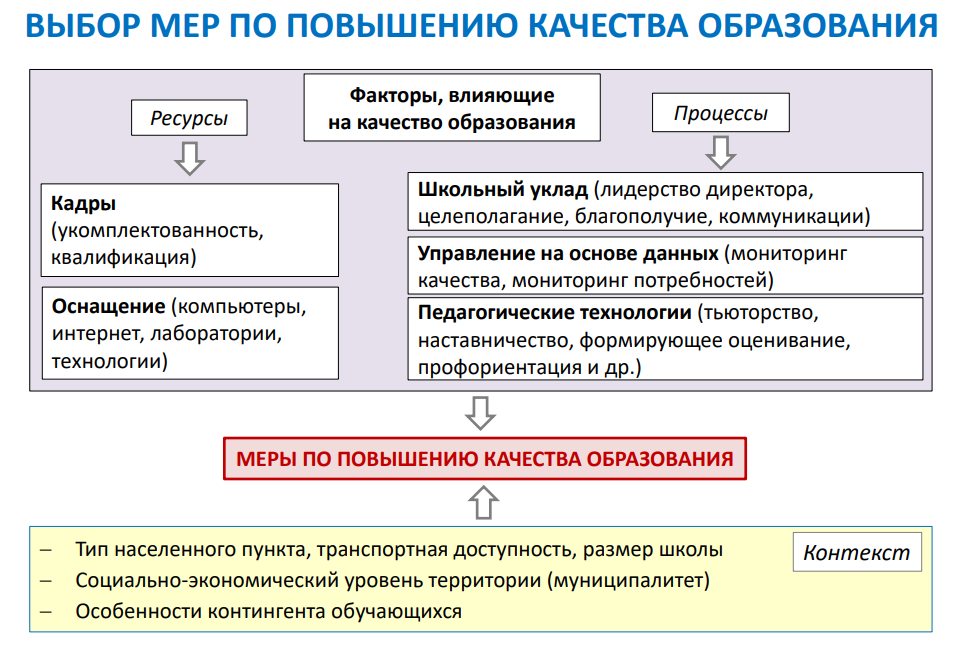 ВЫБОР МЕР ПО ПОВЫШЕНИЮ КАЧЕСТВА ОБРАЗОВАНИЯ
Факторы, влияющие
на качество образования
Ресурсы
Кадры
(укомплектованность,
квалификация)
Оснащение (компьютеры,
интернет, лаборатории,
технологии)
Процессы
Школьный уклад (лидерство директора,
целеполагание, благополучие, коммуникации)
Управление на основе данных (мониторинг
качества, мониторинг потребностей)
Педагогические технологии (тьюторство,
наставничество, формирующее оценивание,
профориентация и др.)
МЕРЫ ПО ПОВЫШЕНИЮ КАЧЕСТВА ОБРАЗОВАНИЯ
Контекст
– Тип населенного пункта, транспортная доступность, размер школы
– Социально-экономический уровень территории (муниципалитет)
– Особенности контингента обучающихся